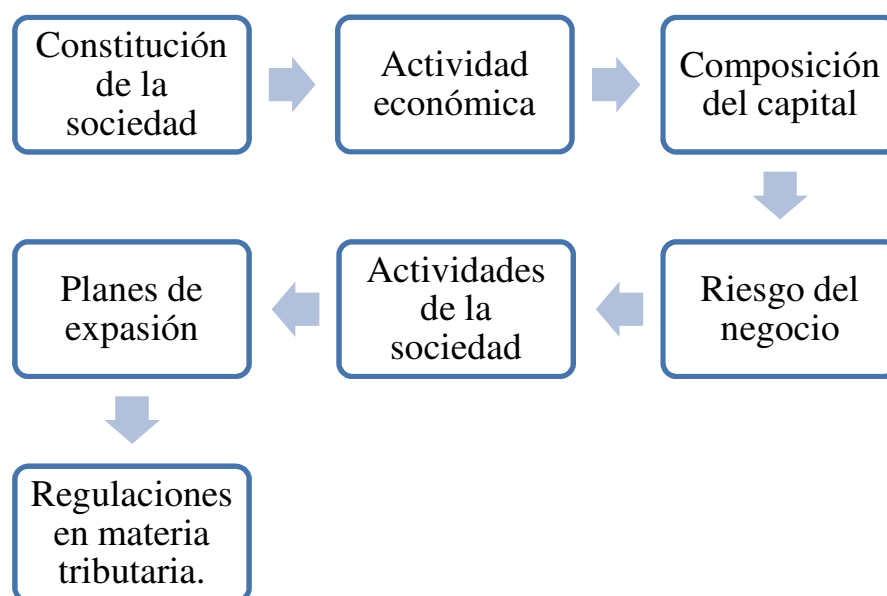 Constitución
de la
sociedad
Actividad
económica
Composición
del capital
Riesgo del
negocio
Actividades
de la
sociedad
Planes de
expasión
Regulaciones
en materia
tributaria.